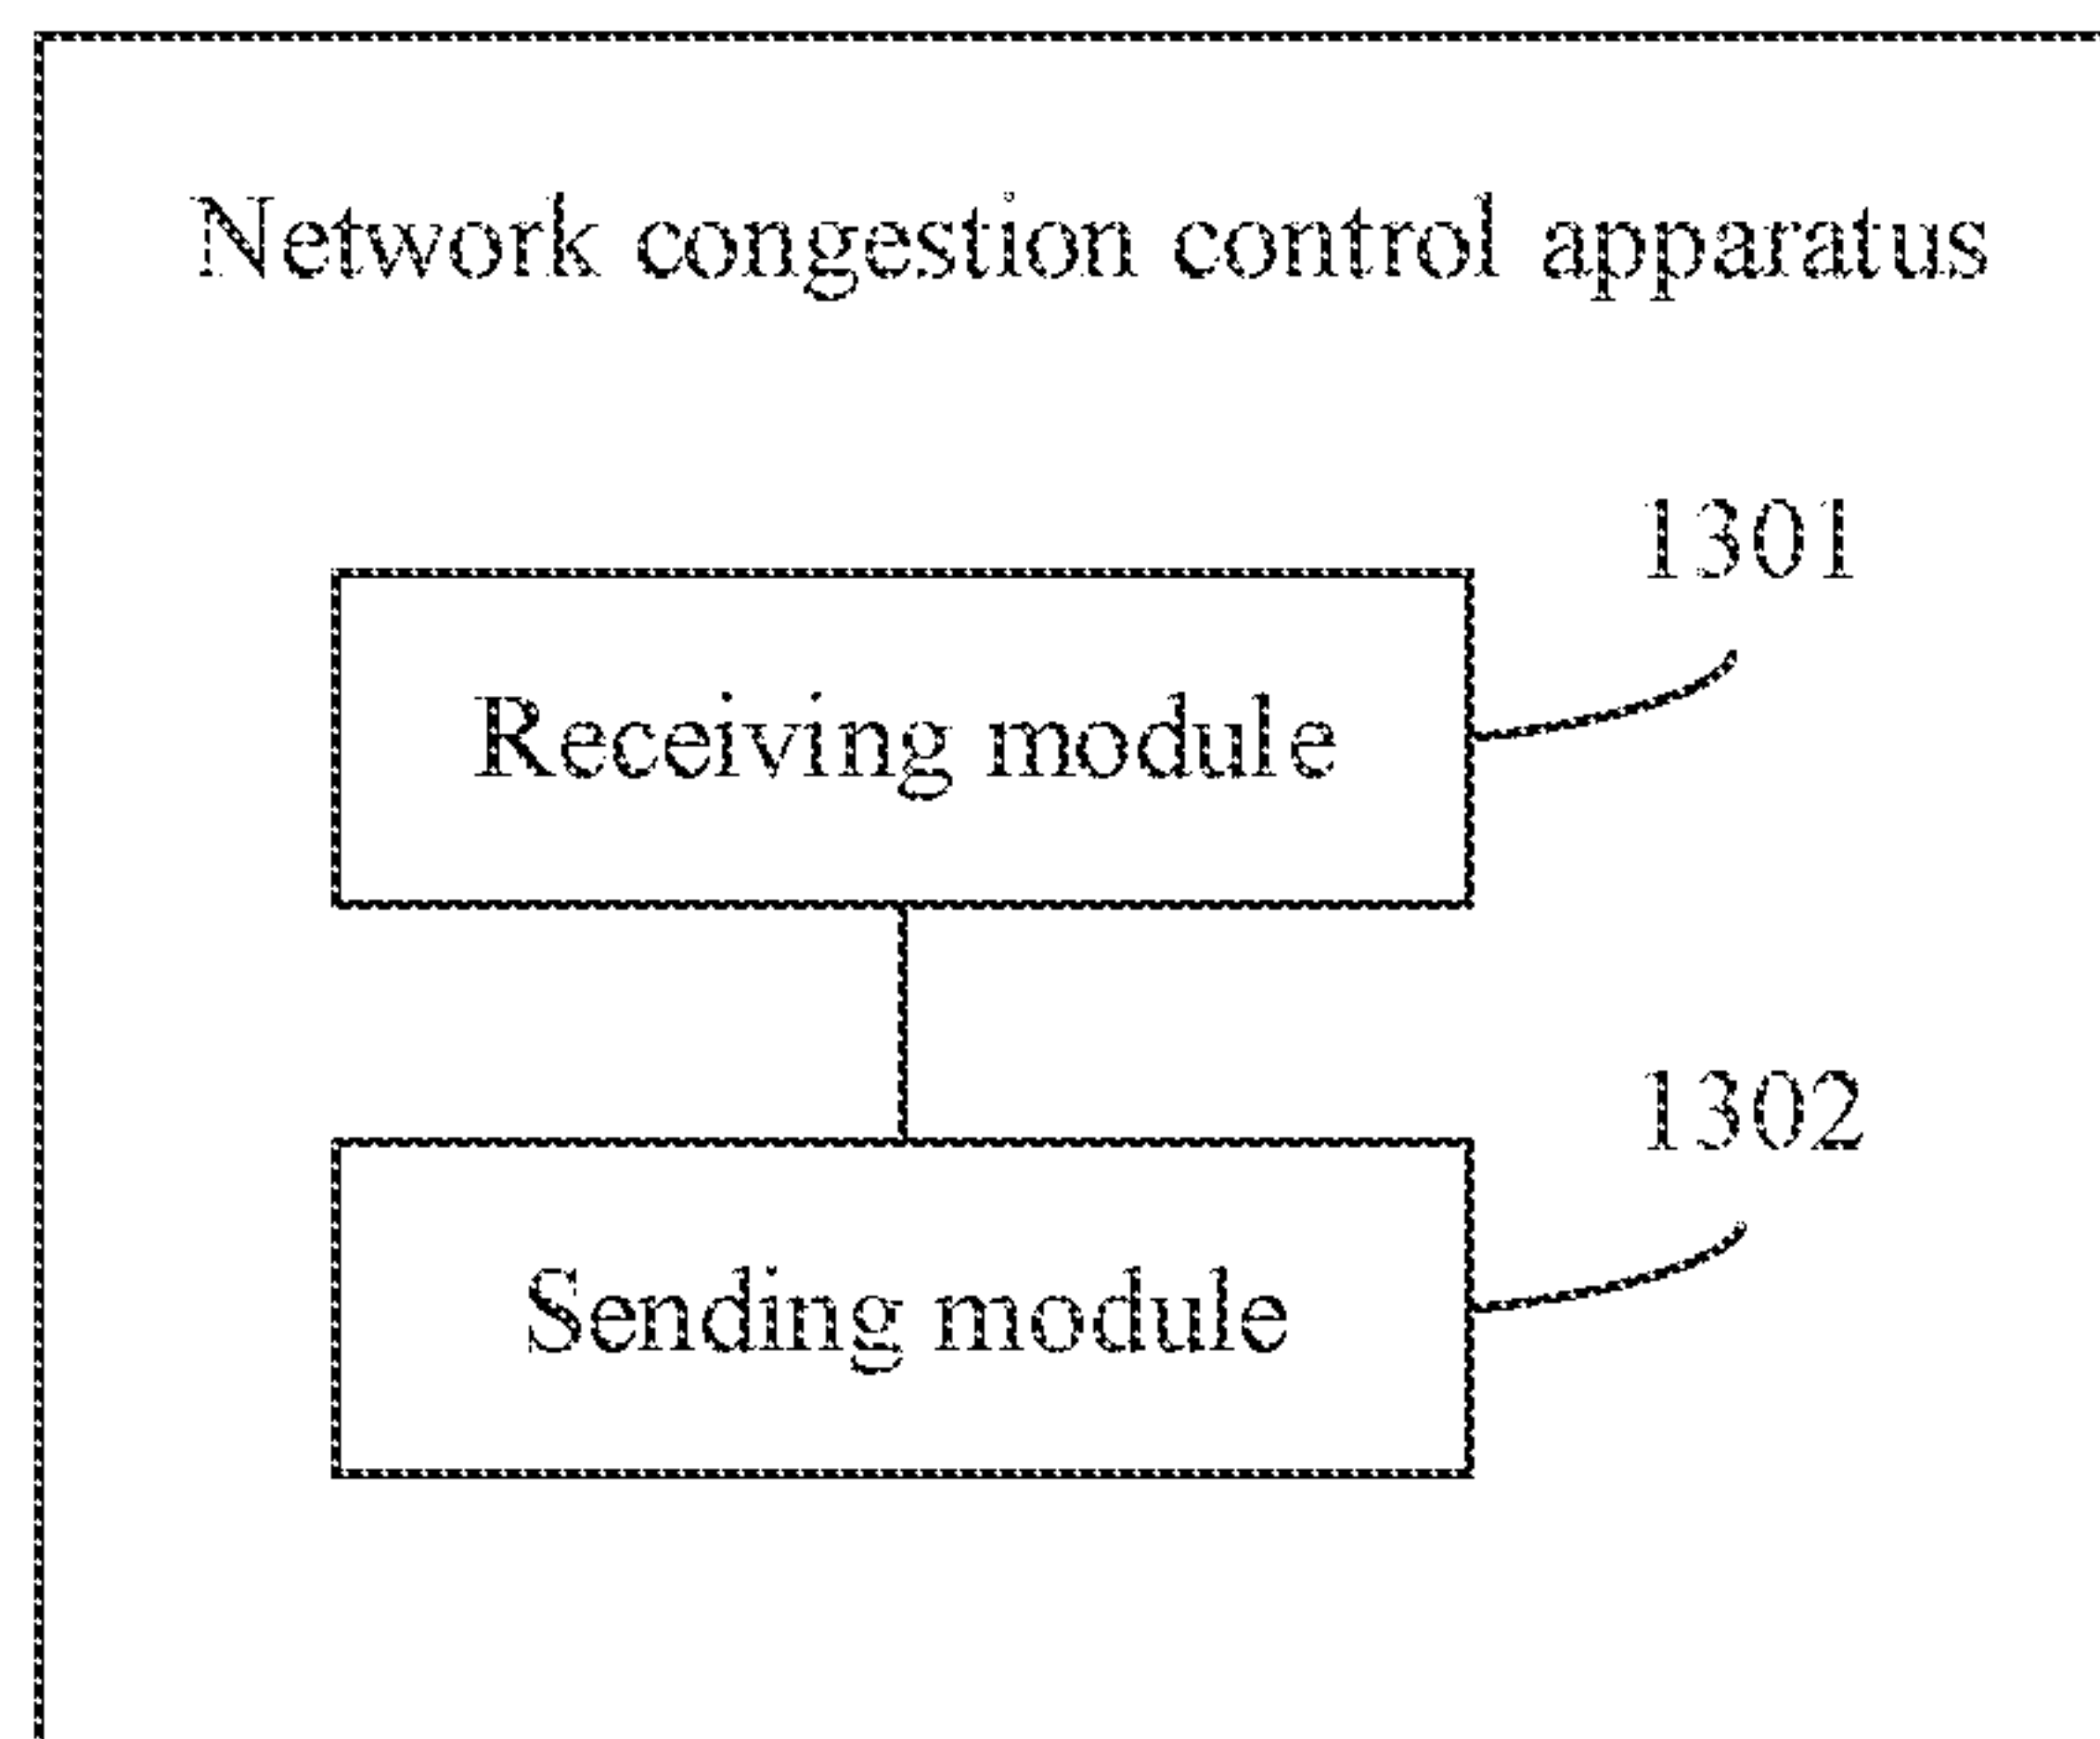 Network congestion control apparatus
1301
Receiving module
1302
Sending module